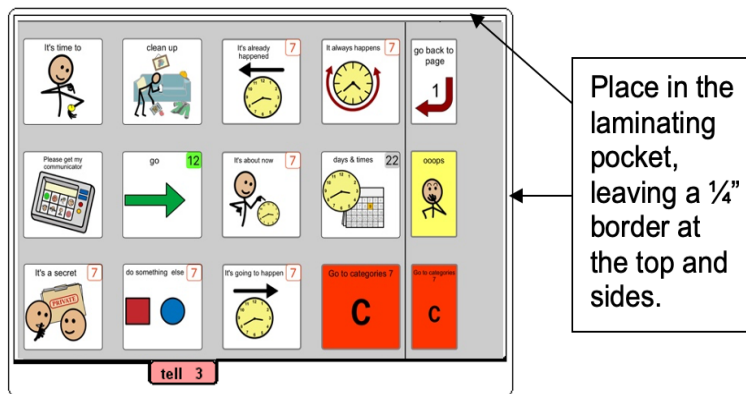 It's time to
clean up
It's already
happened
7
It always happens
7
go back to
page
1
Please get my
communicator
go
12
It's about now
7
days & times
22
ooops
It's a secret
7
PRIVATE
do something else
7
It's going to happen
7
Go to categories 7
C
Go to categories
7
C
tell 3
Place in the
laminating
pocket,
leaving a ¼”
border at
the top and
sides.